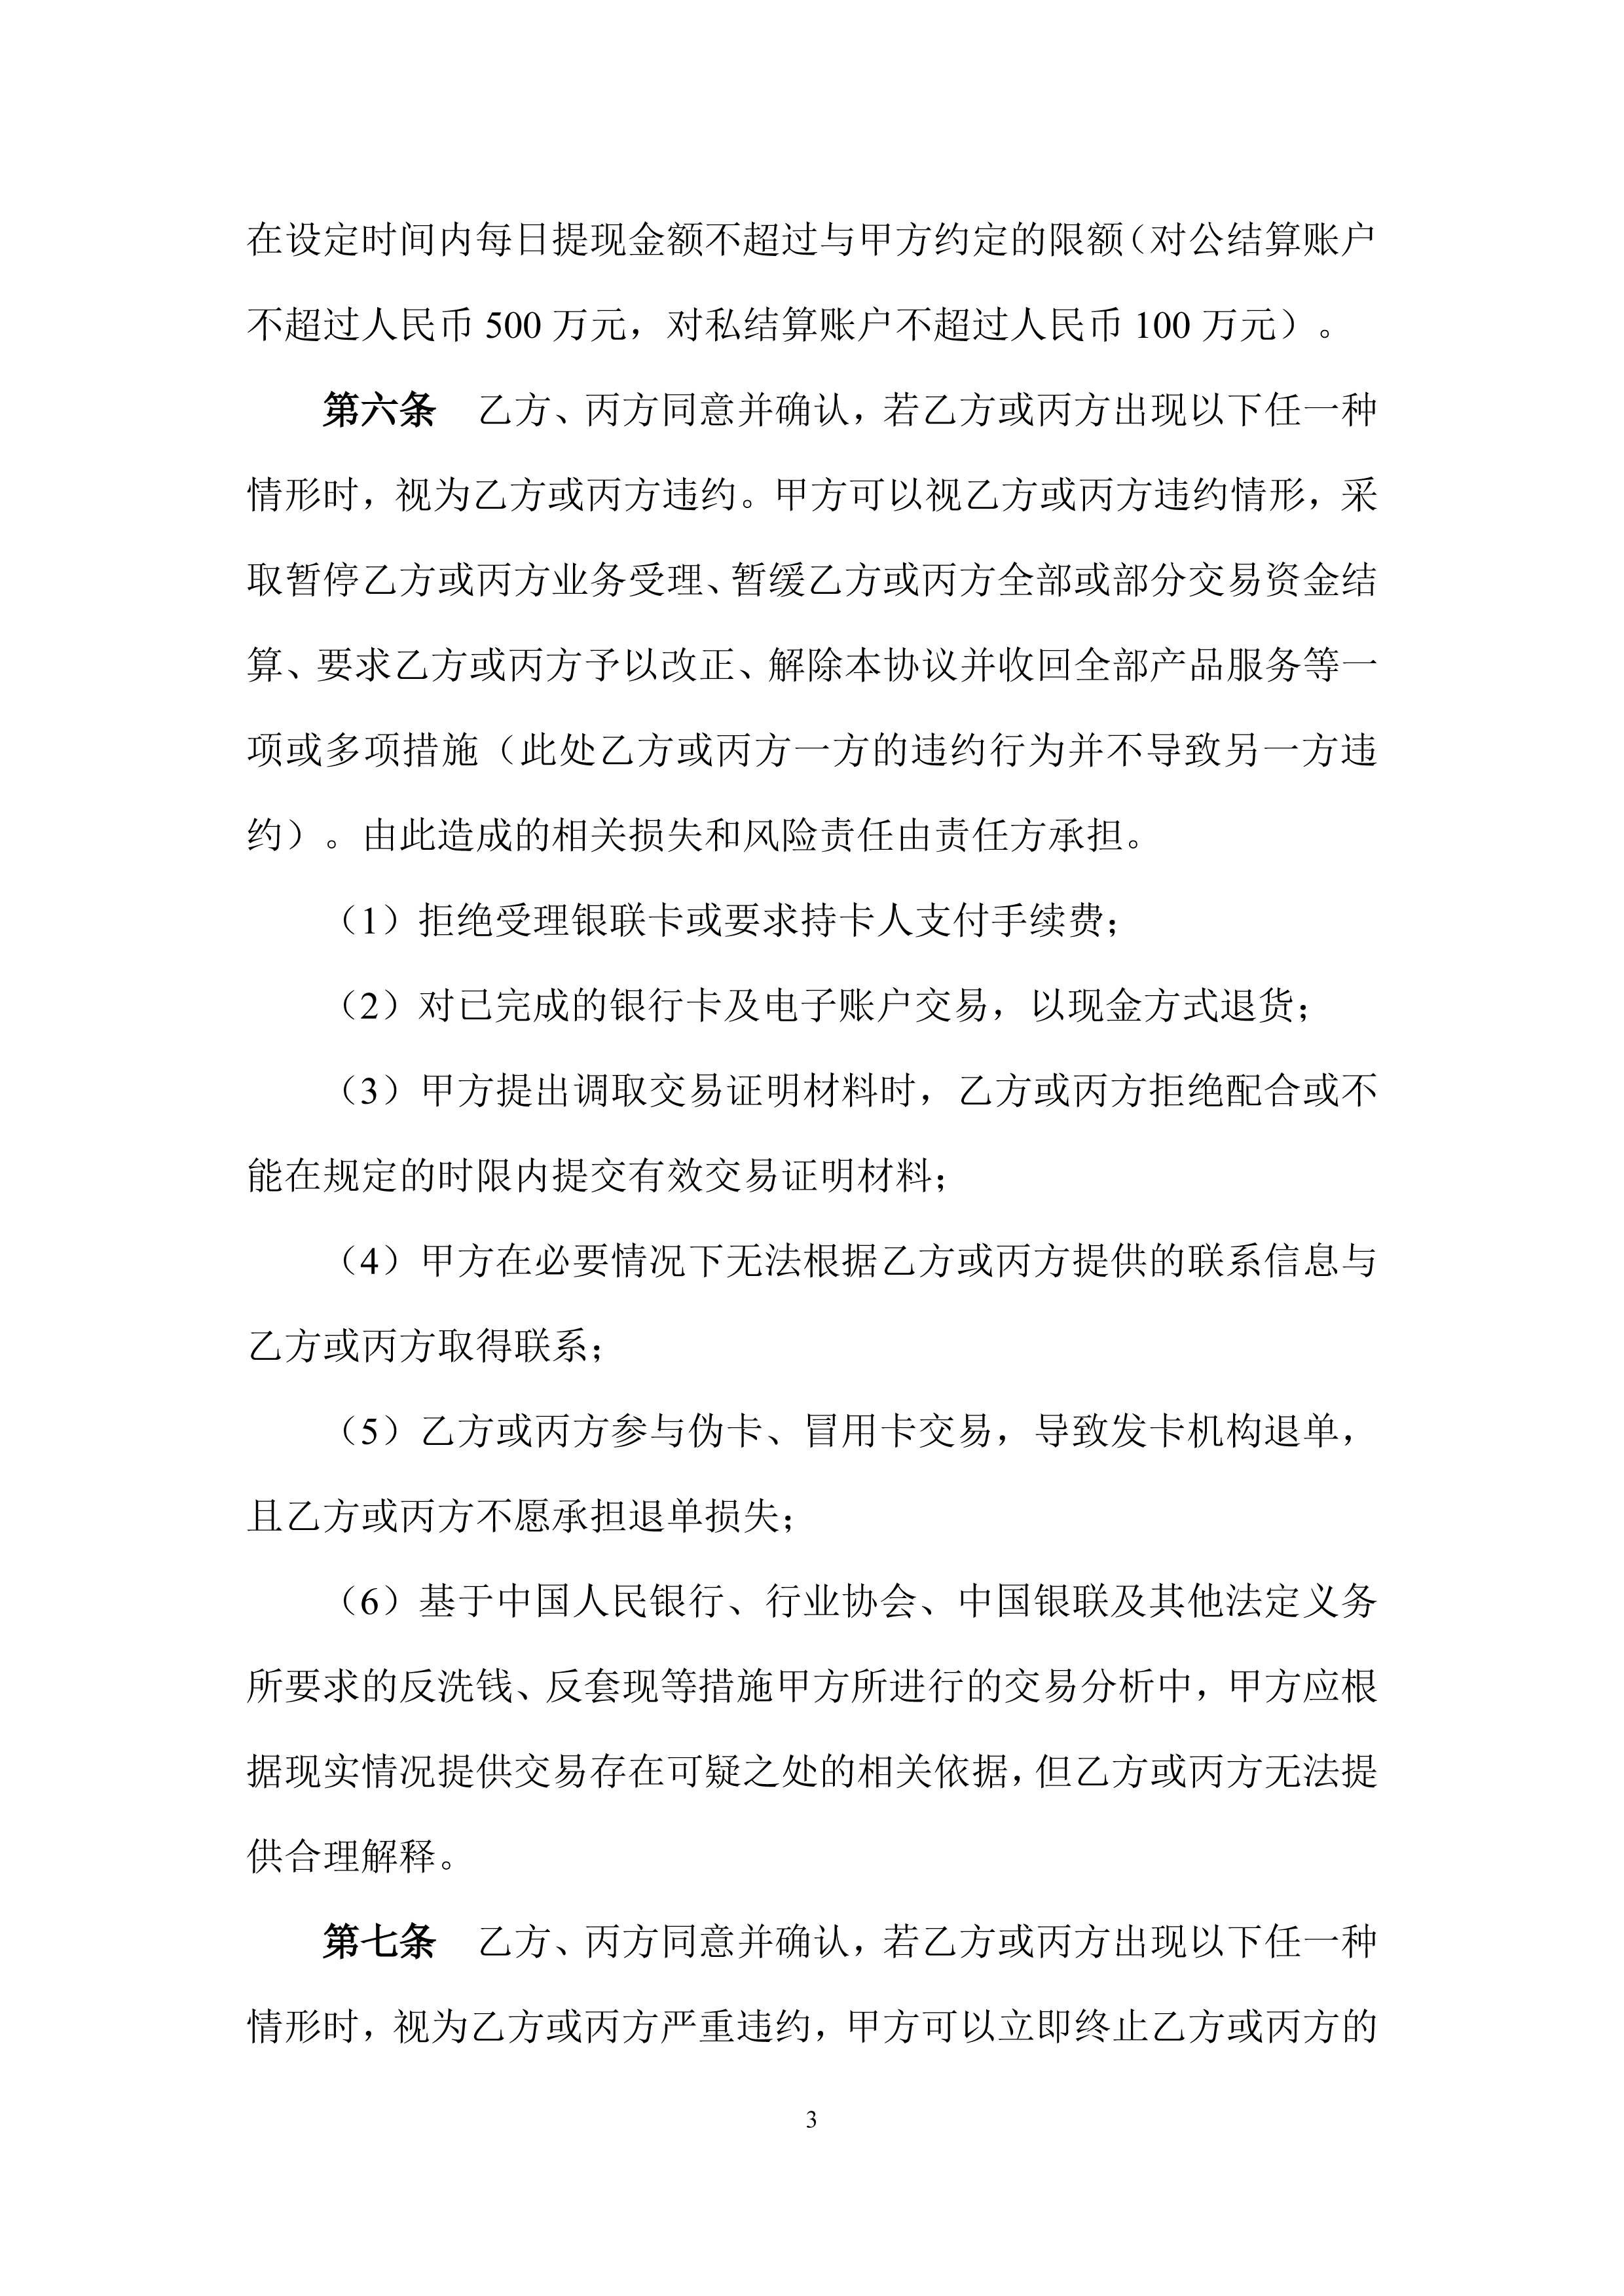 在设定时间内每日提现金额不超过与甲方约定的限额（对公结算账户
不超过人民币 500 万元，对私结算账户不超过人民币 100 万元）。
第六条　乙方、丙方同意并确认，若乙方或丙方出现以下任一种
情形时，视为乙方或丙方违约。甲方可以视乙方或丙方违约情形，采
取暂停乙方或丙方业务受理、暂缓乙方或丙方全部或部分交易资金结
算、要求乙方或丙方予以改正、解除本协议并收回全部产品服务等一
项或多项措施（此处乙方或丙方一方的违约行为并不导致另一方违
约）。由此造成的相关损失和风险责任由责任方承担。
（1）拒绝受理银联卡或要求持卡人支付手续费；
（2）对已完成的银行卡及电子账户交易，以现金方式退货；
（3）甲方提出调取交易证明材料时，乙方或丙方拒绝配合或不
能在规定的时限内提交有效交易证明材料；
（4）甲方在必要情况下无法根据乙方或丙方提供的联系信息与
乙方或丙方取得联系；
（5）乙方或丙方参与伪卡、冒用卡交易，导致发卡机构退单，
且乙方或丙方不愿承担退单损失；
（6）基于中国人民银行、行业协会、中国银联及其他法定义务
所要求的反洗钱、反套现等措施甲方所进行的交易分析中，甲方应根
据现实情况提供交易存在可疑之处的相关依据，但乙方或丙方无法提
供合理解释。
第七条　乙方、丙方同意并确认，若乙方或丙方出现以下任一种
情形时，视为乙方或丙方严重违约，甲方可以立即终止乙方或丙方的
3